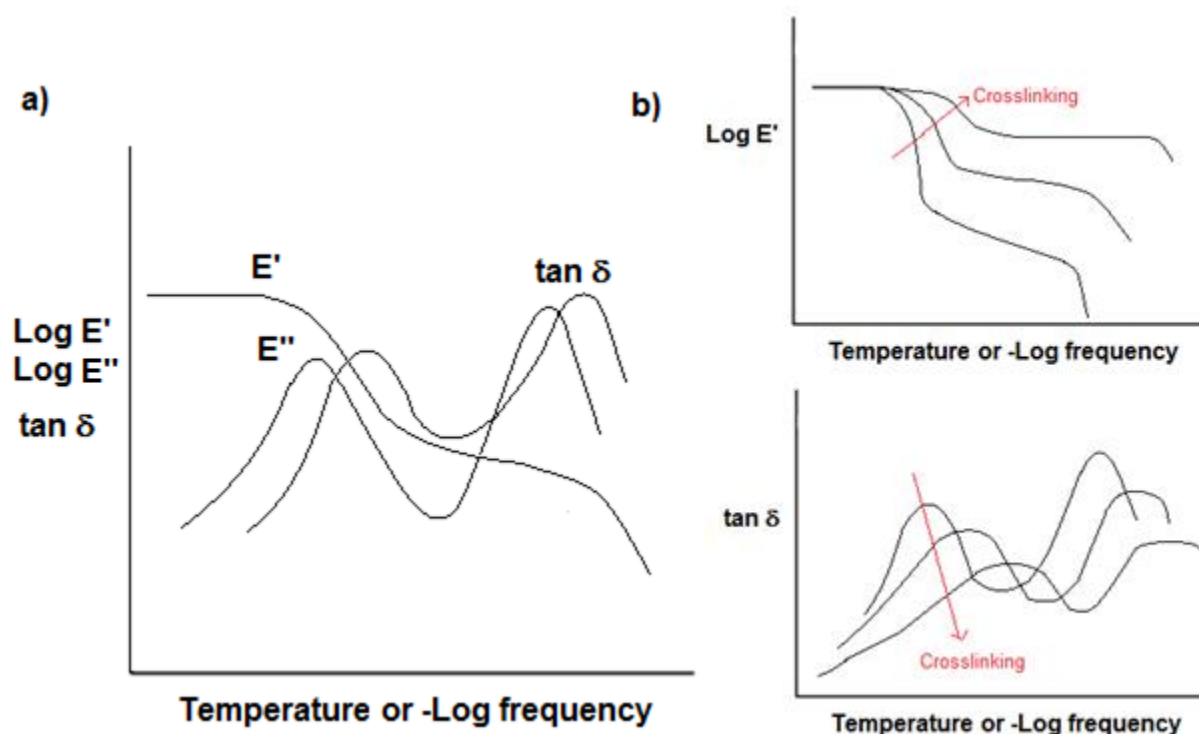 a)
E'
tan δ
Log E'
Log E''
E''
tan δ
Temperature or -Log frequency
b)
Crosslinking
Log E'
Temperature or -Log frequency
tan δ
Crosslinking
Temperature or -Log frequency